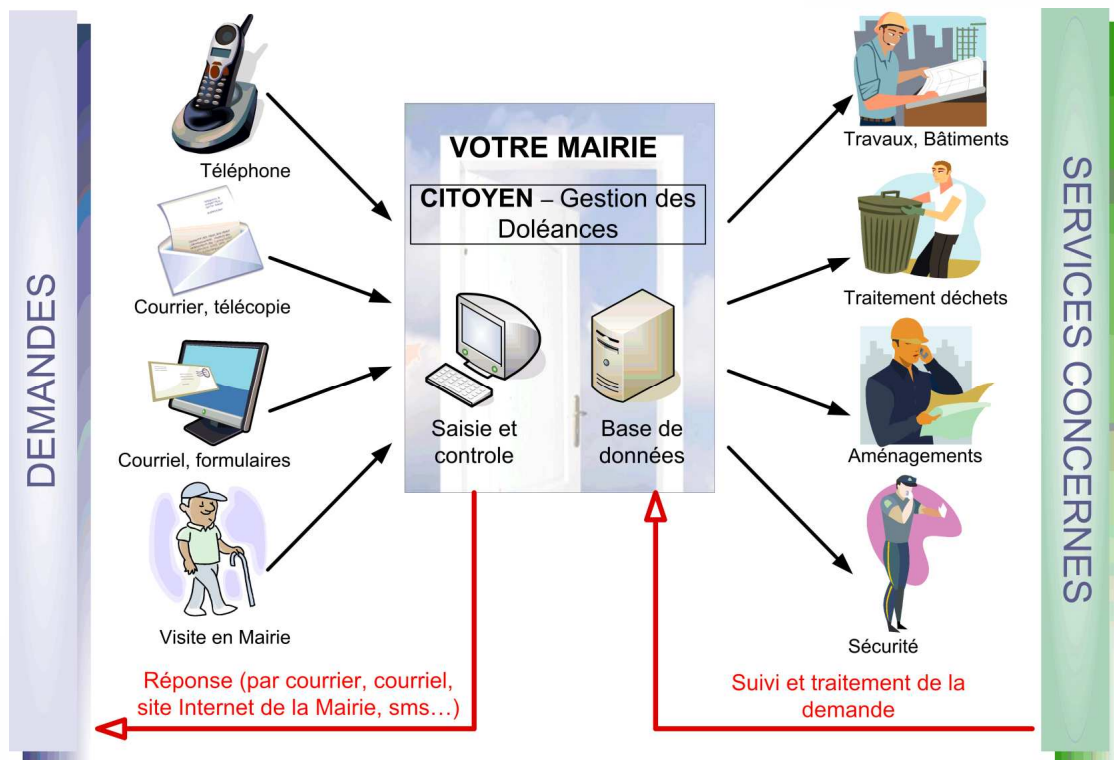 DEMANDES
Téléphone
Courrier, télécopie
Courriel, formulaires
Visite en Mairie
VOTRE MAIRIE
CITOYEN – Gestion des
Doléances
Saisie et
controle
Base de
données
Travaux, Bâtiments
Traitement déchets
Aménagements
Sécurité
SERVICES CONCERNES
Réponse (par courrier, courriel,
site Internet de la Mairie, sms…)
Suivi et traitement de la
demande